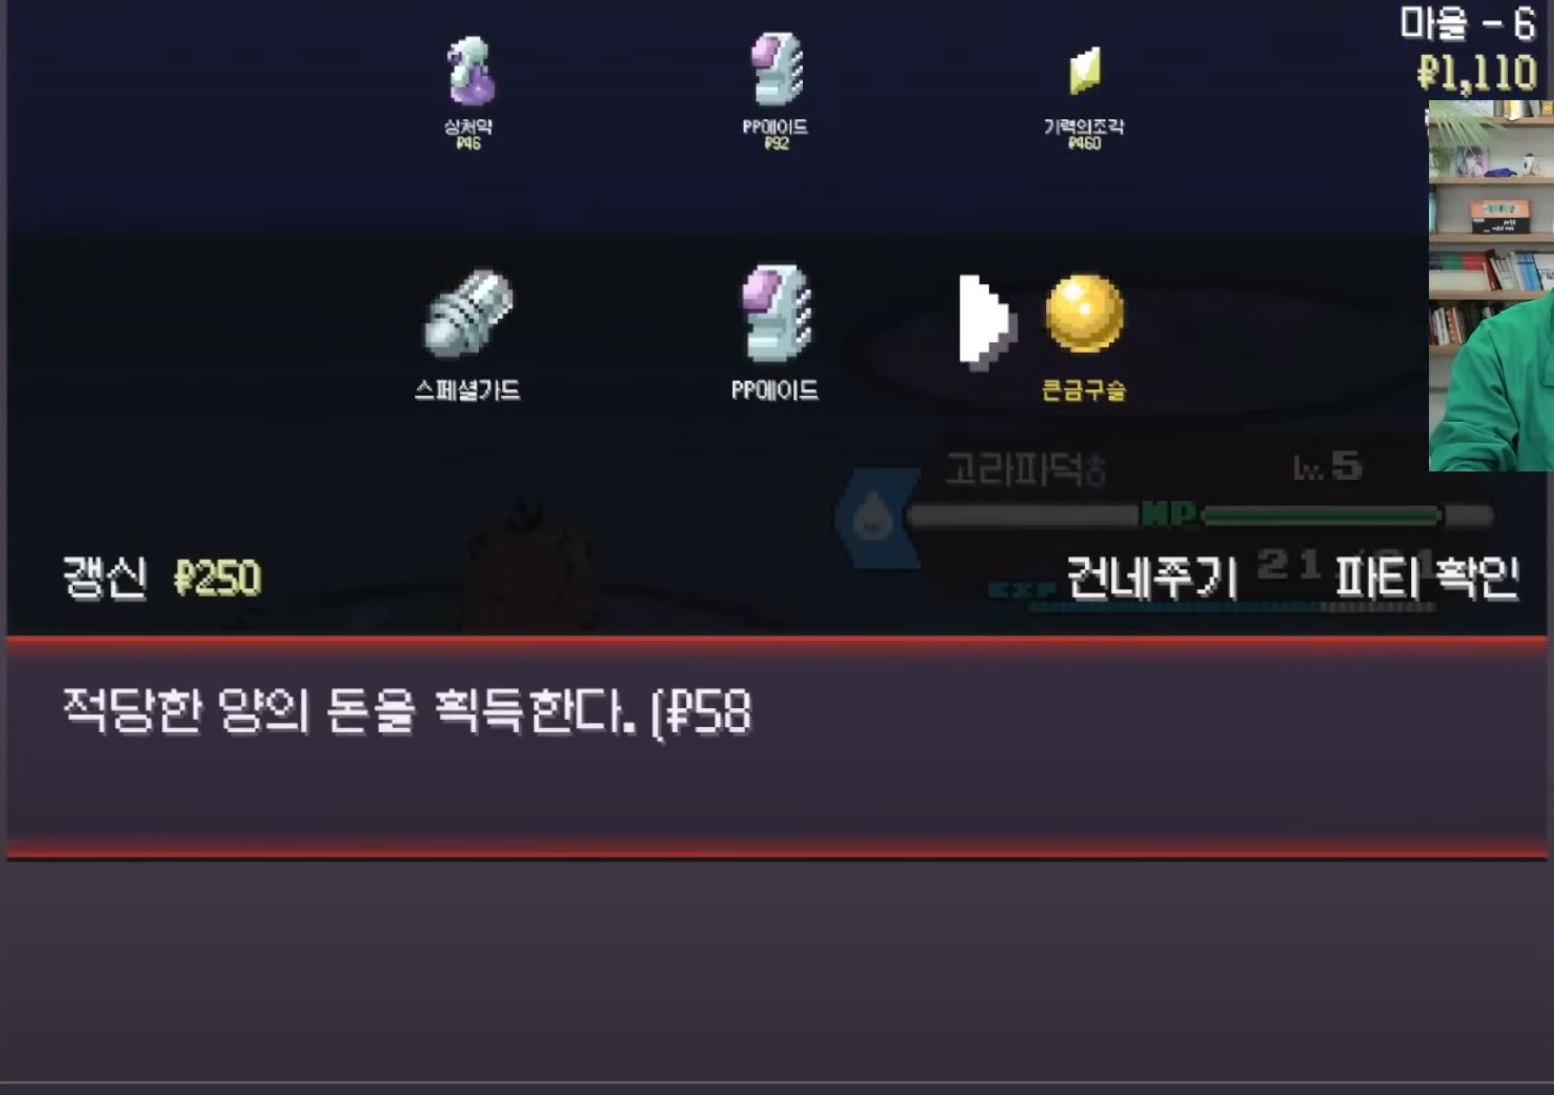 마을 - 6
₽1,110
상처약
₽46
PP에이드
₽92
기력의조각
₽460
스페셜가드
PP에이드
큰금구슬
고라파덕♂ Lv.5
HP
갱신 ₽250
EXP
건네주기
파티 확인
적당한 양의 돈을 획득한다. (₽58